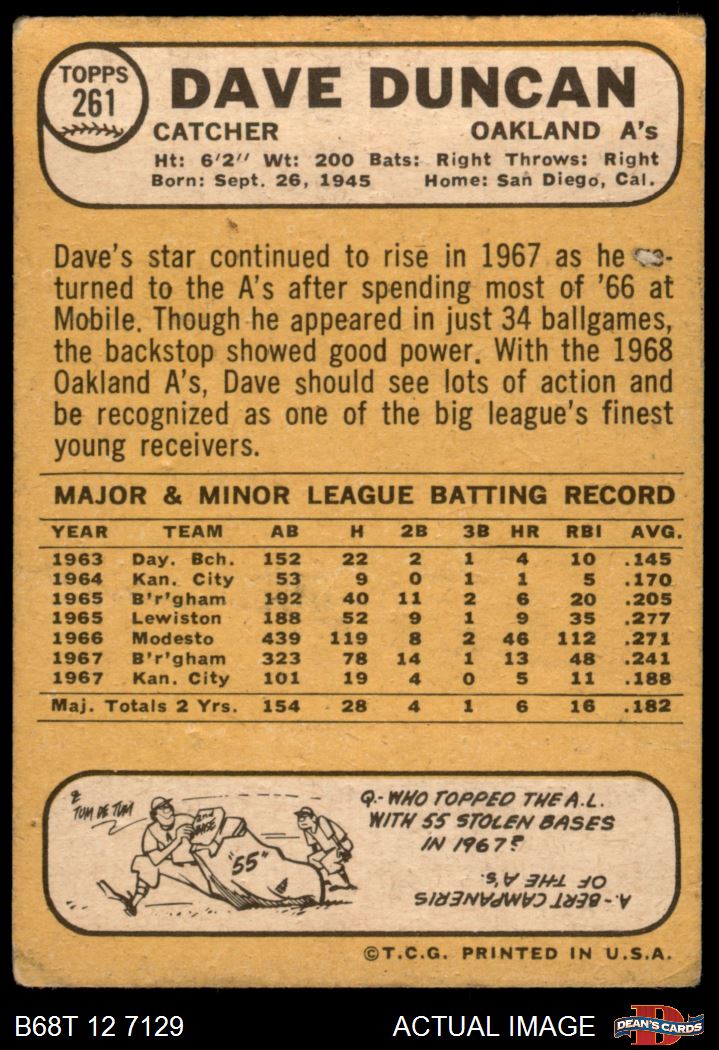 TOPPS
261
DAVE DUNCAN
CATCHER OAKLAND A's
Ht: 6'2" Wt: 200 Bats: Right Throws: Right
Born: Sept. 26, 1945 Home: San Diego, Cal.
Dave's star continued to rise in 1967 as he -
turned to the A's after spending most of '66 at
Mobile. Though he appeared in just 34 ballgames,
the backstop showed good power. With the 1968
Oakland A's, Dave should see lots of action and
be recognized as one of the big league's finest
young receivers.
MAJOR & MINOR LEAGUE BATTING RECORD
YEAR TEAM AB H 2B 3B HR RBI AVG.
1963 Day. Bch. 152 22 2 1 4 10 .145
1964 Kan. City 53 9 0 1 1 5 .170
1965 B'r'gham 192 40 11 2 6 20 .205
1965 Lewiston 188 52 9 1 9 35 .277
1966 Modesto 439 119 8 2 46 112 .271
1967 B'r'gham 323 78 14 1 13 48 .241
1967 Kan. City 101 19 4 0 5 11 .188
Maj. Totals 2 Yrs. 154 28 4 1 6 16 .182
TUM DE TUM
2nd
BASE
"55"
Q.- WHO TOPPED THE A.L.
WITH 55 STOLEN BASES
IN 1967?
A.- BERT CAMPANERIS
OF THE A's.
©T.C.G. PRINTED IN U.S.A.
B68T 12 7129 ACTUAL IMAGE DEAN'S CARDS